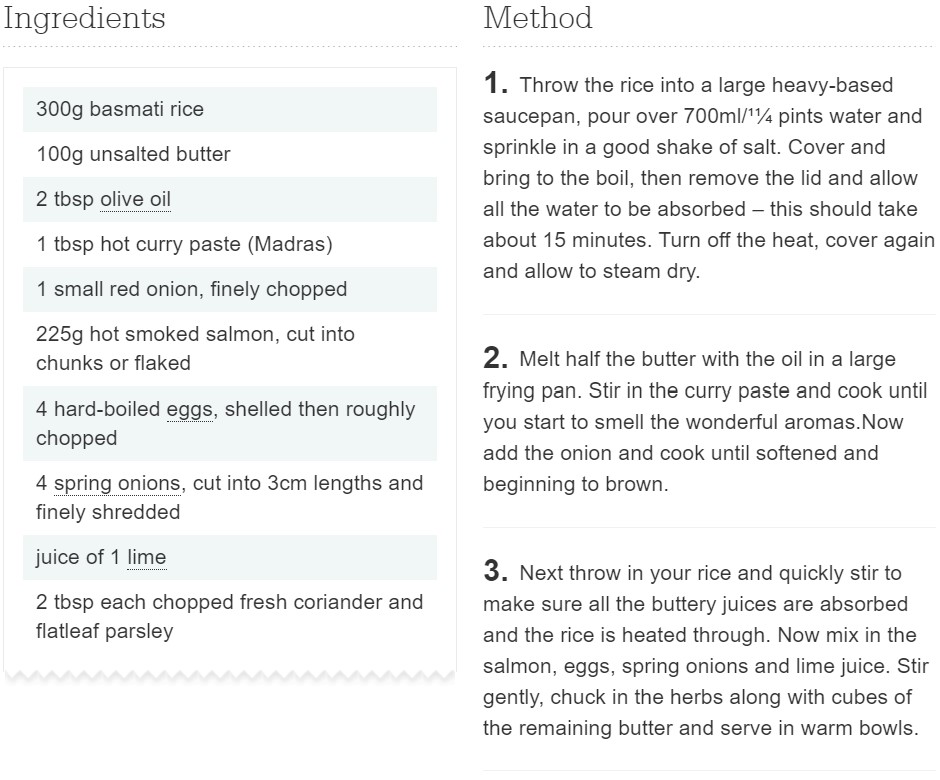 Ingredients
300g basmati rice
100g unsalted butter
2 tbsp olive oil
1 tbsp hot curry paste (Madras)
1 small red onion, finely chopped
225g hot smoked salmon, cut into
chunks or flaked
4 hard-boiled eggs, shelled then roughly
chopped
4 spring onions, cut into 3cm lengths and
finely shredded
juice of 1 lime
2 tbsp each chopped fresh coriander and
flatleaf parsley
Method
1. Throw the rice into a large heavy-based
saucepan, pour over 700ml/¹1⁄4 pints water and
sprinkle in a good shake of salt. Cover and
bring to the boil, then remove the lid and allow
all the water to be absorbed – this should take
about 15 minutes. Turn off the heat, cover again
and allow to steam dry.
2. Melt half the butter with the oil in a large
frying pan. Stir in the curry paste and cook until
you start to smell the wonderful aromas.Now
add the onion and cook until softened and
beginning to brown.
3. Next throw in your rice and quickly stir to
make sure all the buttery juices are absorbed
and the rice is heated through. Now mix in the
salmon, eggs, spring onions and lime juice. Stir
gently, chuck in the herbs along with cubes of
the remaining butter and serve in warm bowls.